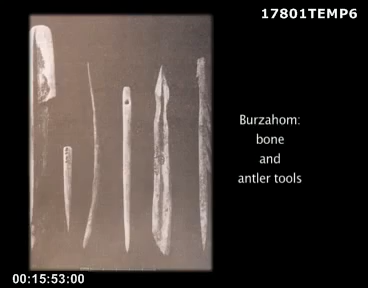 17801TEMP6
Burzahom:
bone
and
antler tools
00:15:53:00